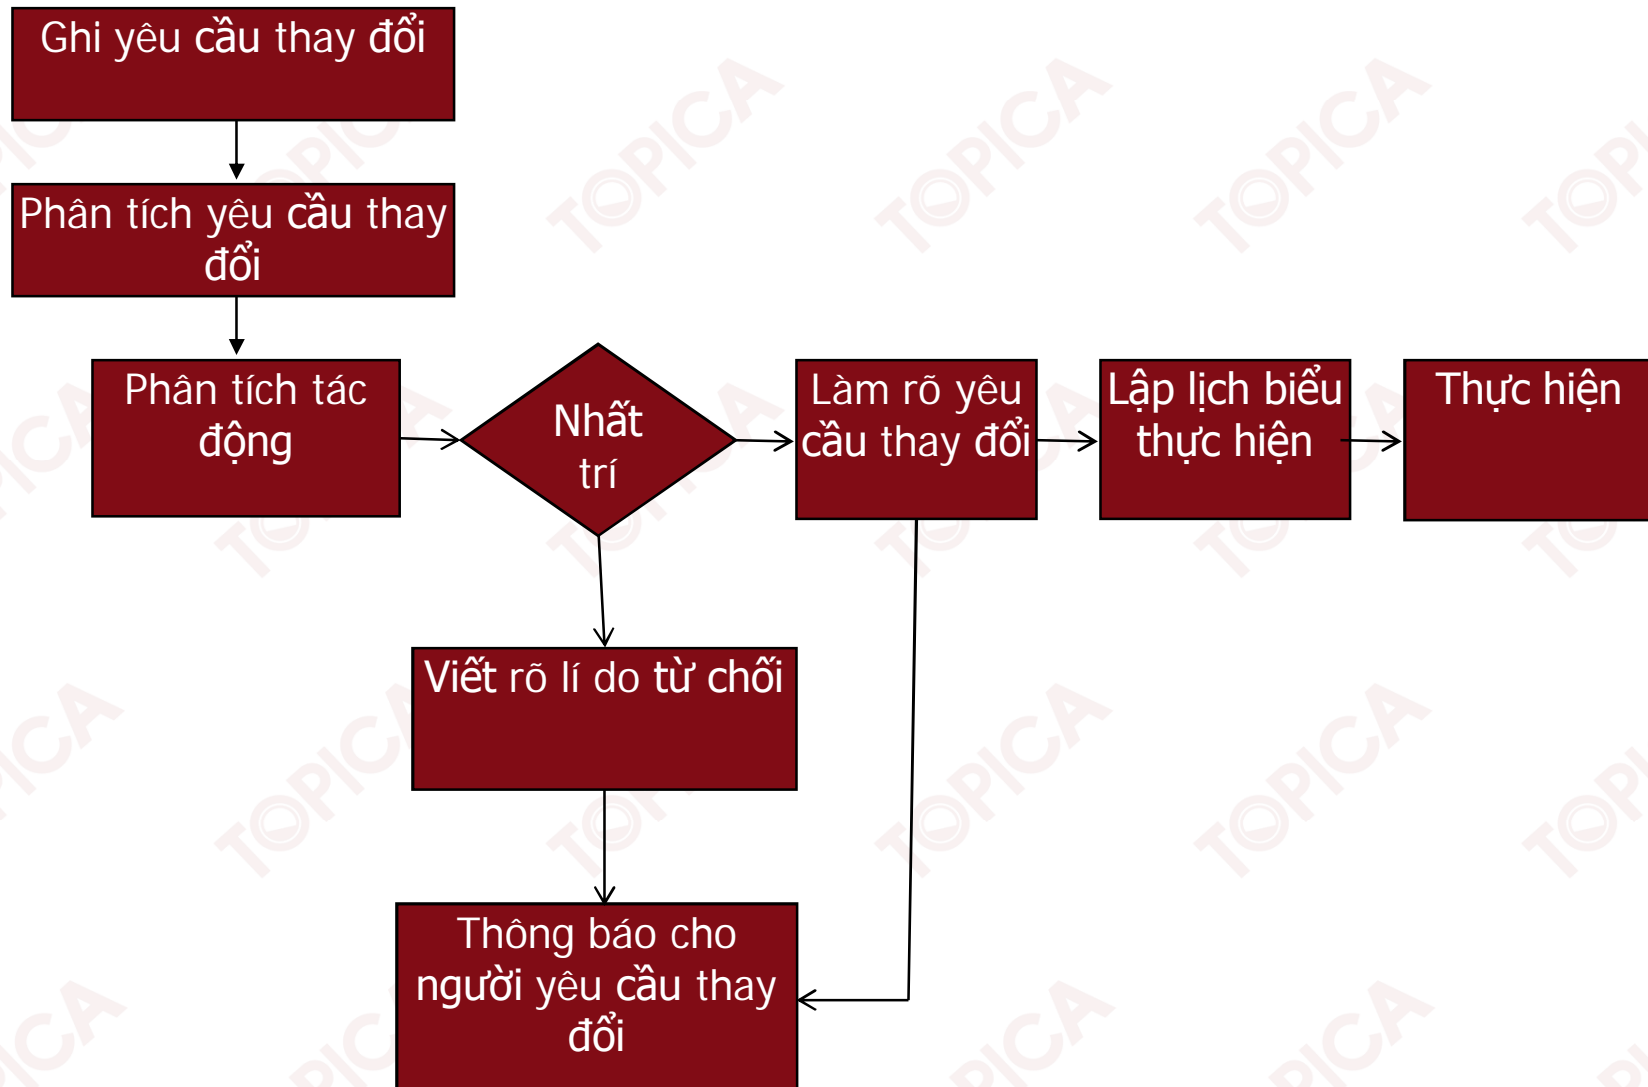 Ghi yêu cầu thay đổi
Phân tích yêu cầu thay
đổi
Phân tích tác
động
Nhất
trí
Làm rõ yêu
cầu thay đổi
Lập lịch biểu
thực hiện
Thực hiện
Viết rõ lí do từ chối
Thông báo cho
người yêu cầu thay
đổi
TOPICA